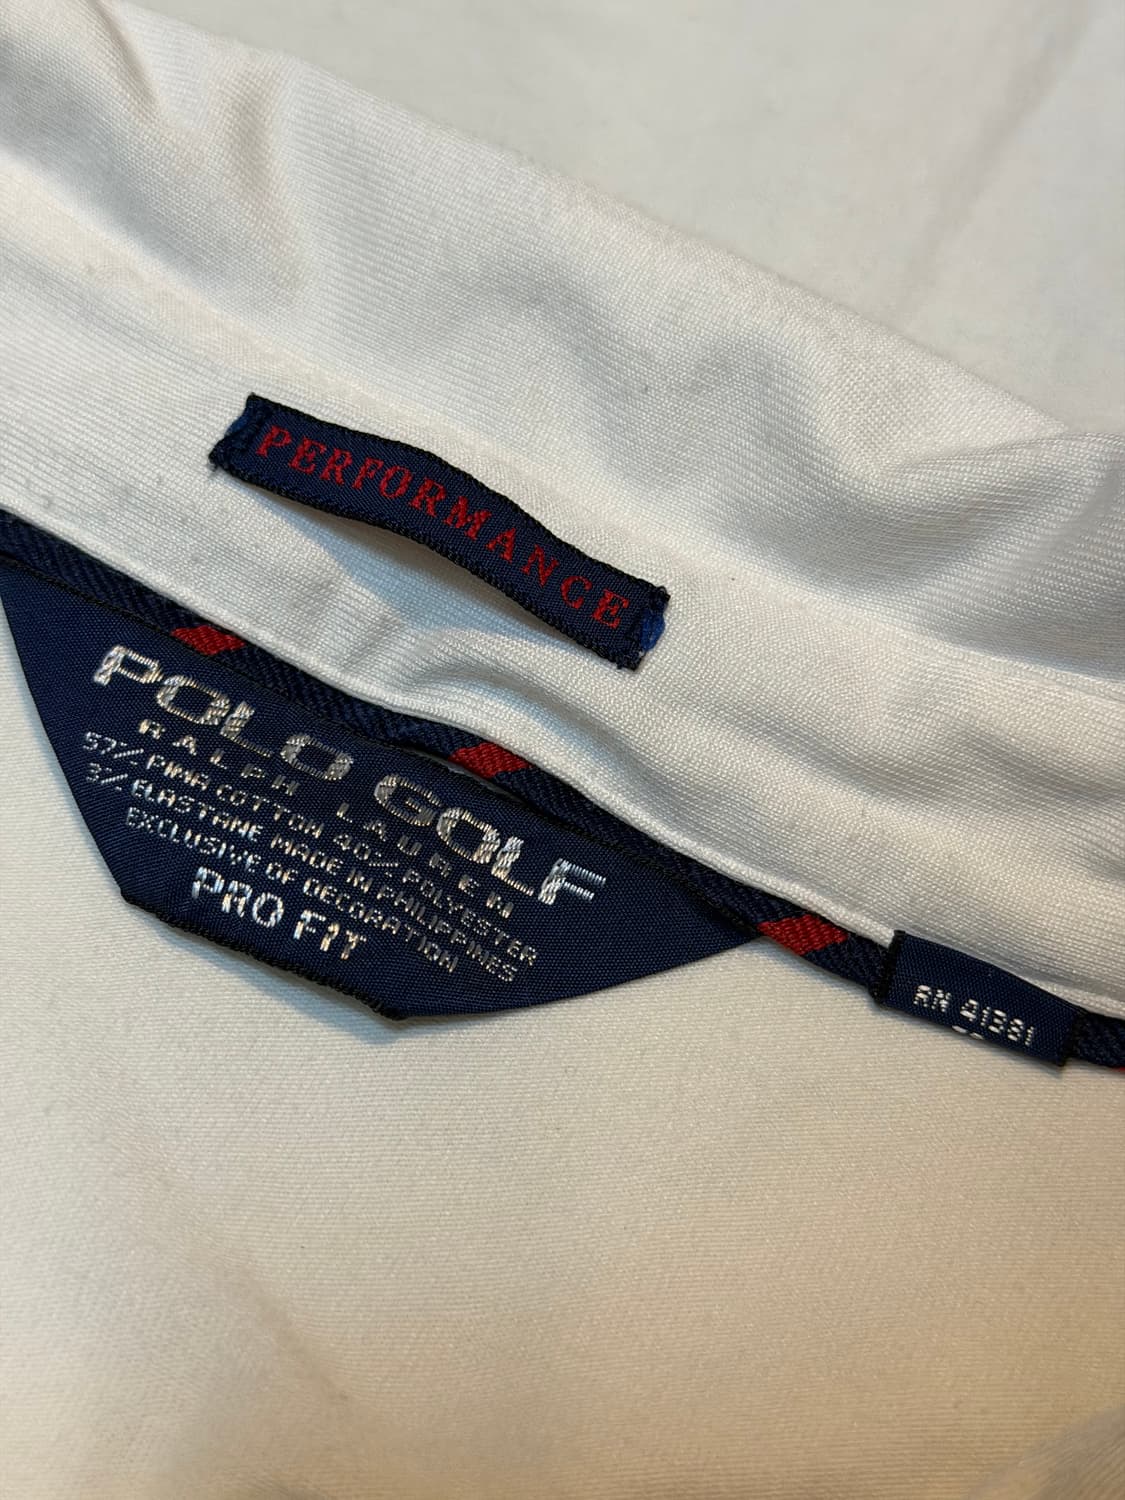 PERFORMANCE
POLO GOLF
RALPH LAUREN
57% PIMA COTTON 40% POLYESTER
3% ELASTANE MADE IN PHILIPPINES
EXCLUSIVE OF DECORATION
PRO FIT
RN 41381